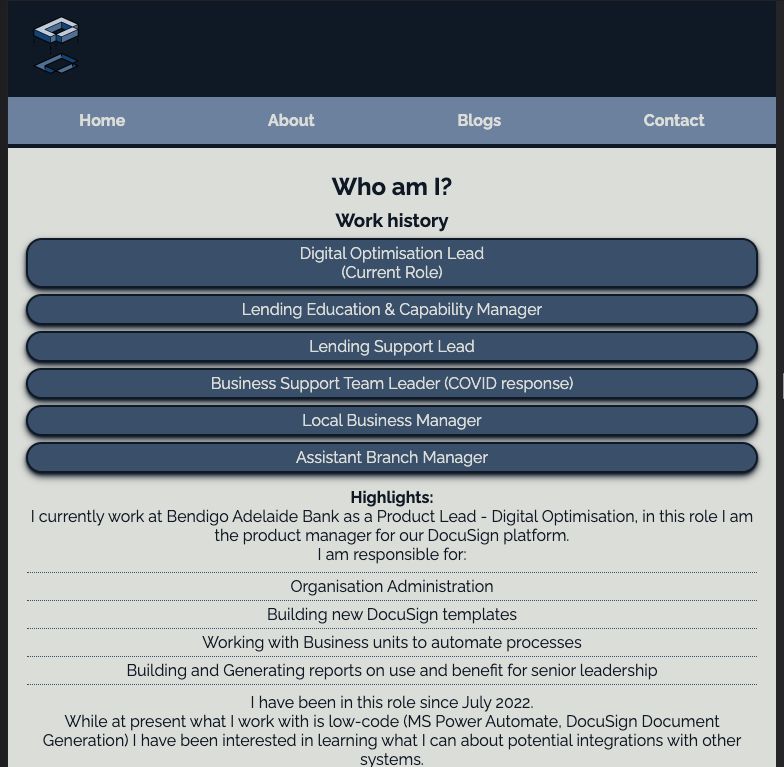 Home About Blogs Contact
Who am I?
Work history
Digital Optimisation Lead
(Current Role)
Lending Education & Capability Manager
Lending Support Lead
Business Support Team Leader (COVID response)
Local Business Manager
Assistant Branch Manager
Highlights:
I currently work at Bendigo Adelaide Bank as a Product Lead - Digital Optimisation, in this role I am
the product manager for our DocuSign platform.
I am responsible for:
Organisation Administration
Building new DocuSign templates
Working with Business units to automate processes
Building and Generating reports on use and benefit for senior leadership
I have been in this role since July 2022.
While at present what I work with is low-code (MS Power Automate, DocuSign Document
Generation) I have been interested in learning what I can about potential integrations with other
systems.